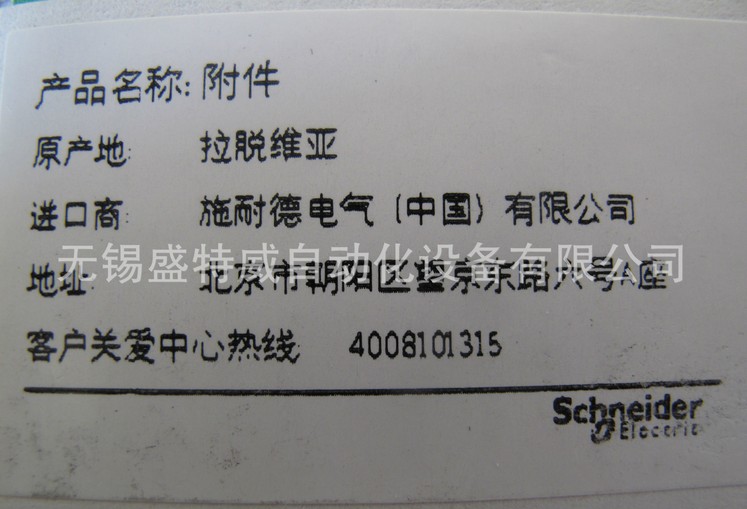 产品名称: 附件
原产地: 拉脱维亚
进口商: 施耐德电气(中国)有限公司
无锡盛特威自动化设备有限公司
地址: 北京市朝阳区望京东路六号A座
客户关爱中心热线: 4008101315
Schneider
Electric